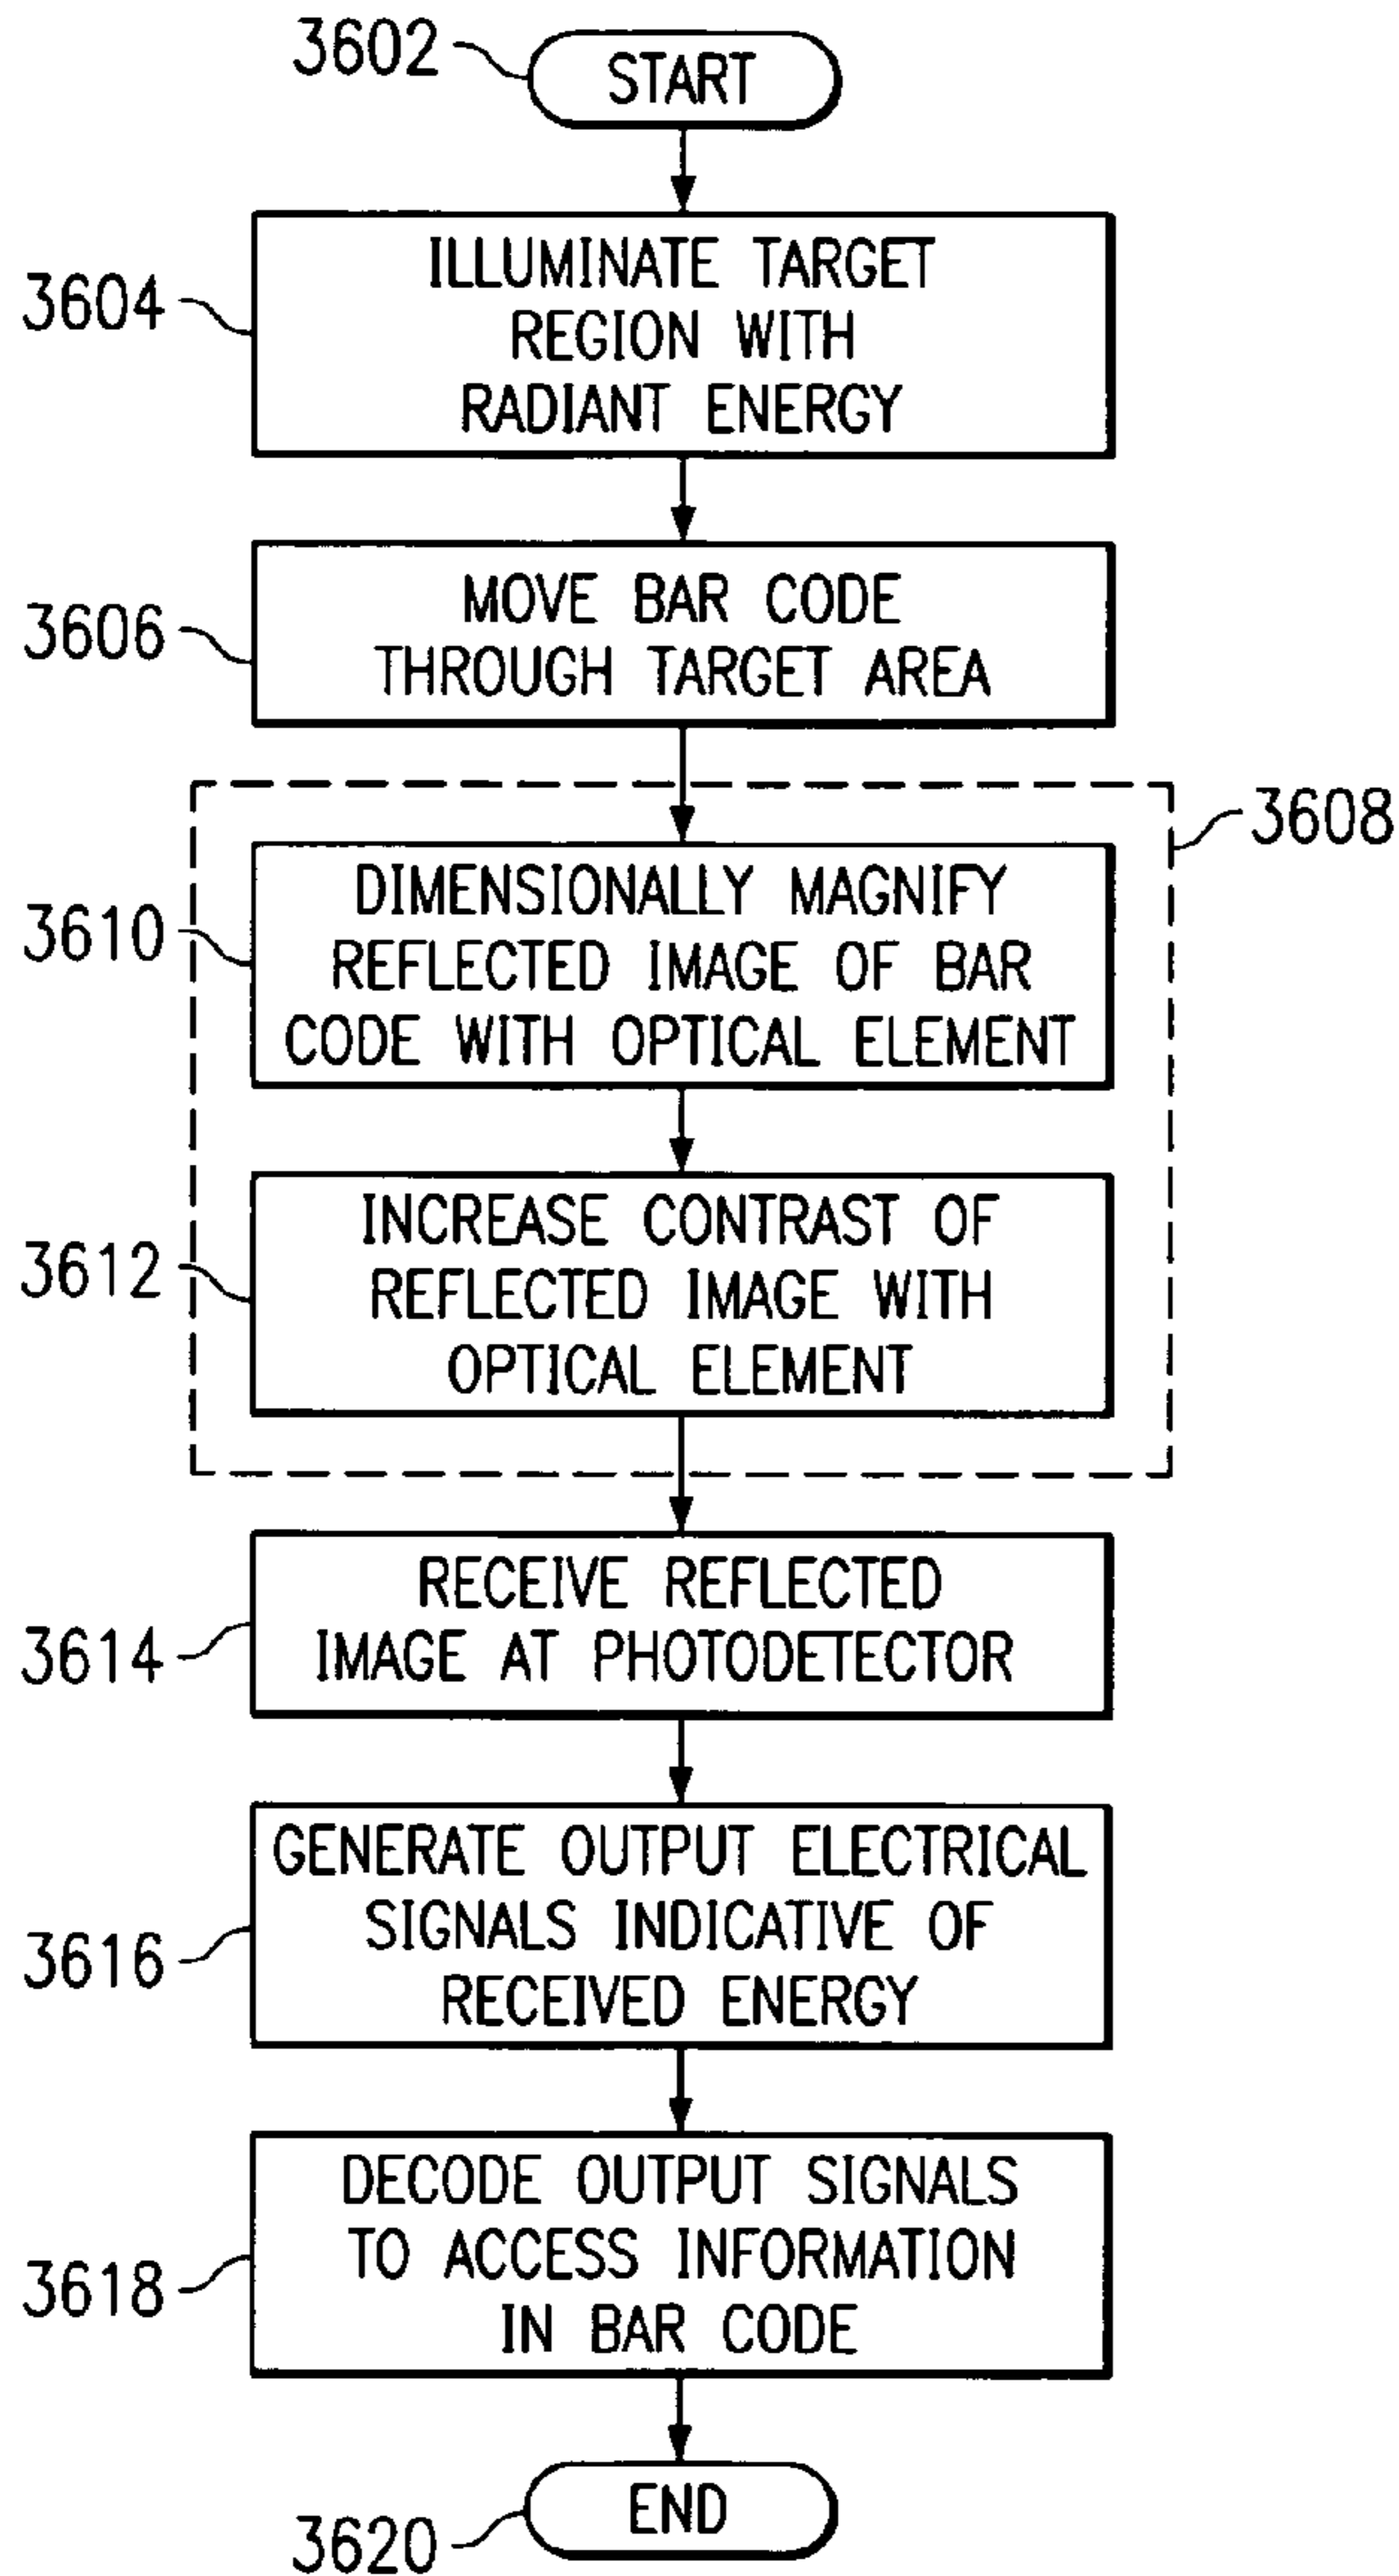 3602
START
3604
ILLUMINATE TARGET
REGION WITH
RADIANT ENERGY
3606
MOVE BAR CODE
THROUGH TARGET AREA
3608
3610
DIMENSIONALLY MAGNIFY
REFLECTED IMAGE OF BAR
CODE WITH OPTICAL ELEMENT
3612
INCREASE CONTRAST OF
REFLECTED IMAGE WITH
OPTICAL ELEMENT
3614
RECEIVE REFLECTED
IMAGE AT PHOTODETECTOR
3616
GENERATE OUTPUT ELECTRICAL
SIGNALS INDICATIVE OF
RECEIVED ENERGY
3618
DECODE OUTPUT SIGNALS
TO ACCESS INFORMATION
IN BAR CODE
3620
END